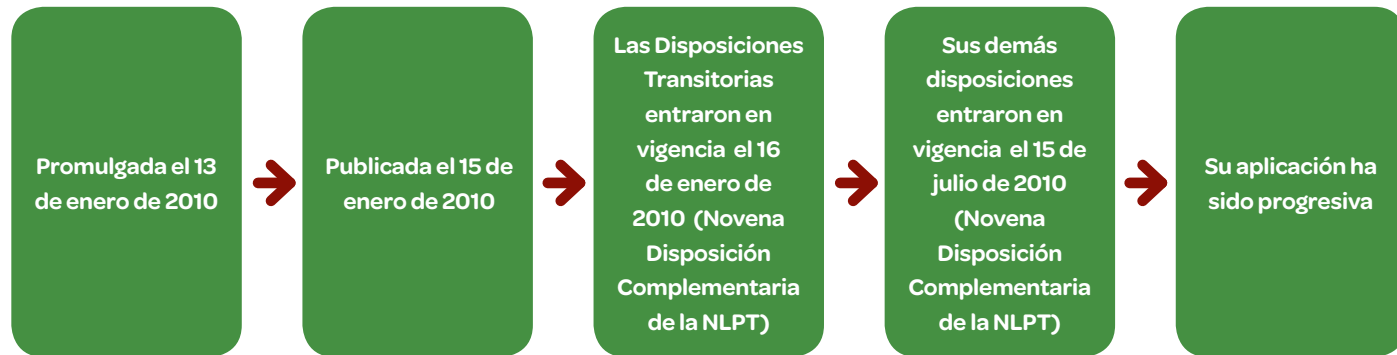 Promulgada el 13
de enero de 2010
Publicada el 15 de
enero de 2010
Las Disposiciones
Transitorias
entraron en
vigencia el 16
de enero de
2010 (Novena
Disposición
Complementaria
de la NLPT)
Sus demás
disposiciones
entraron en
vigencia el 15 de
julio de 2010
(Novena
Disposición
Complementaria
de la NLPT)
Su aplicación ha
sido progresiva